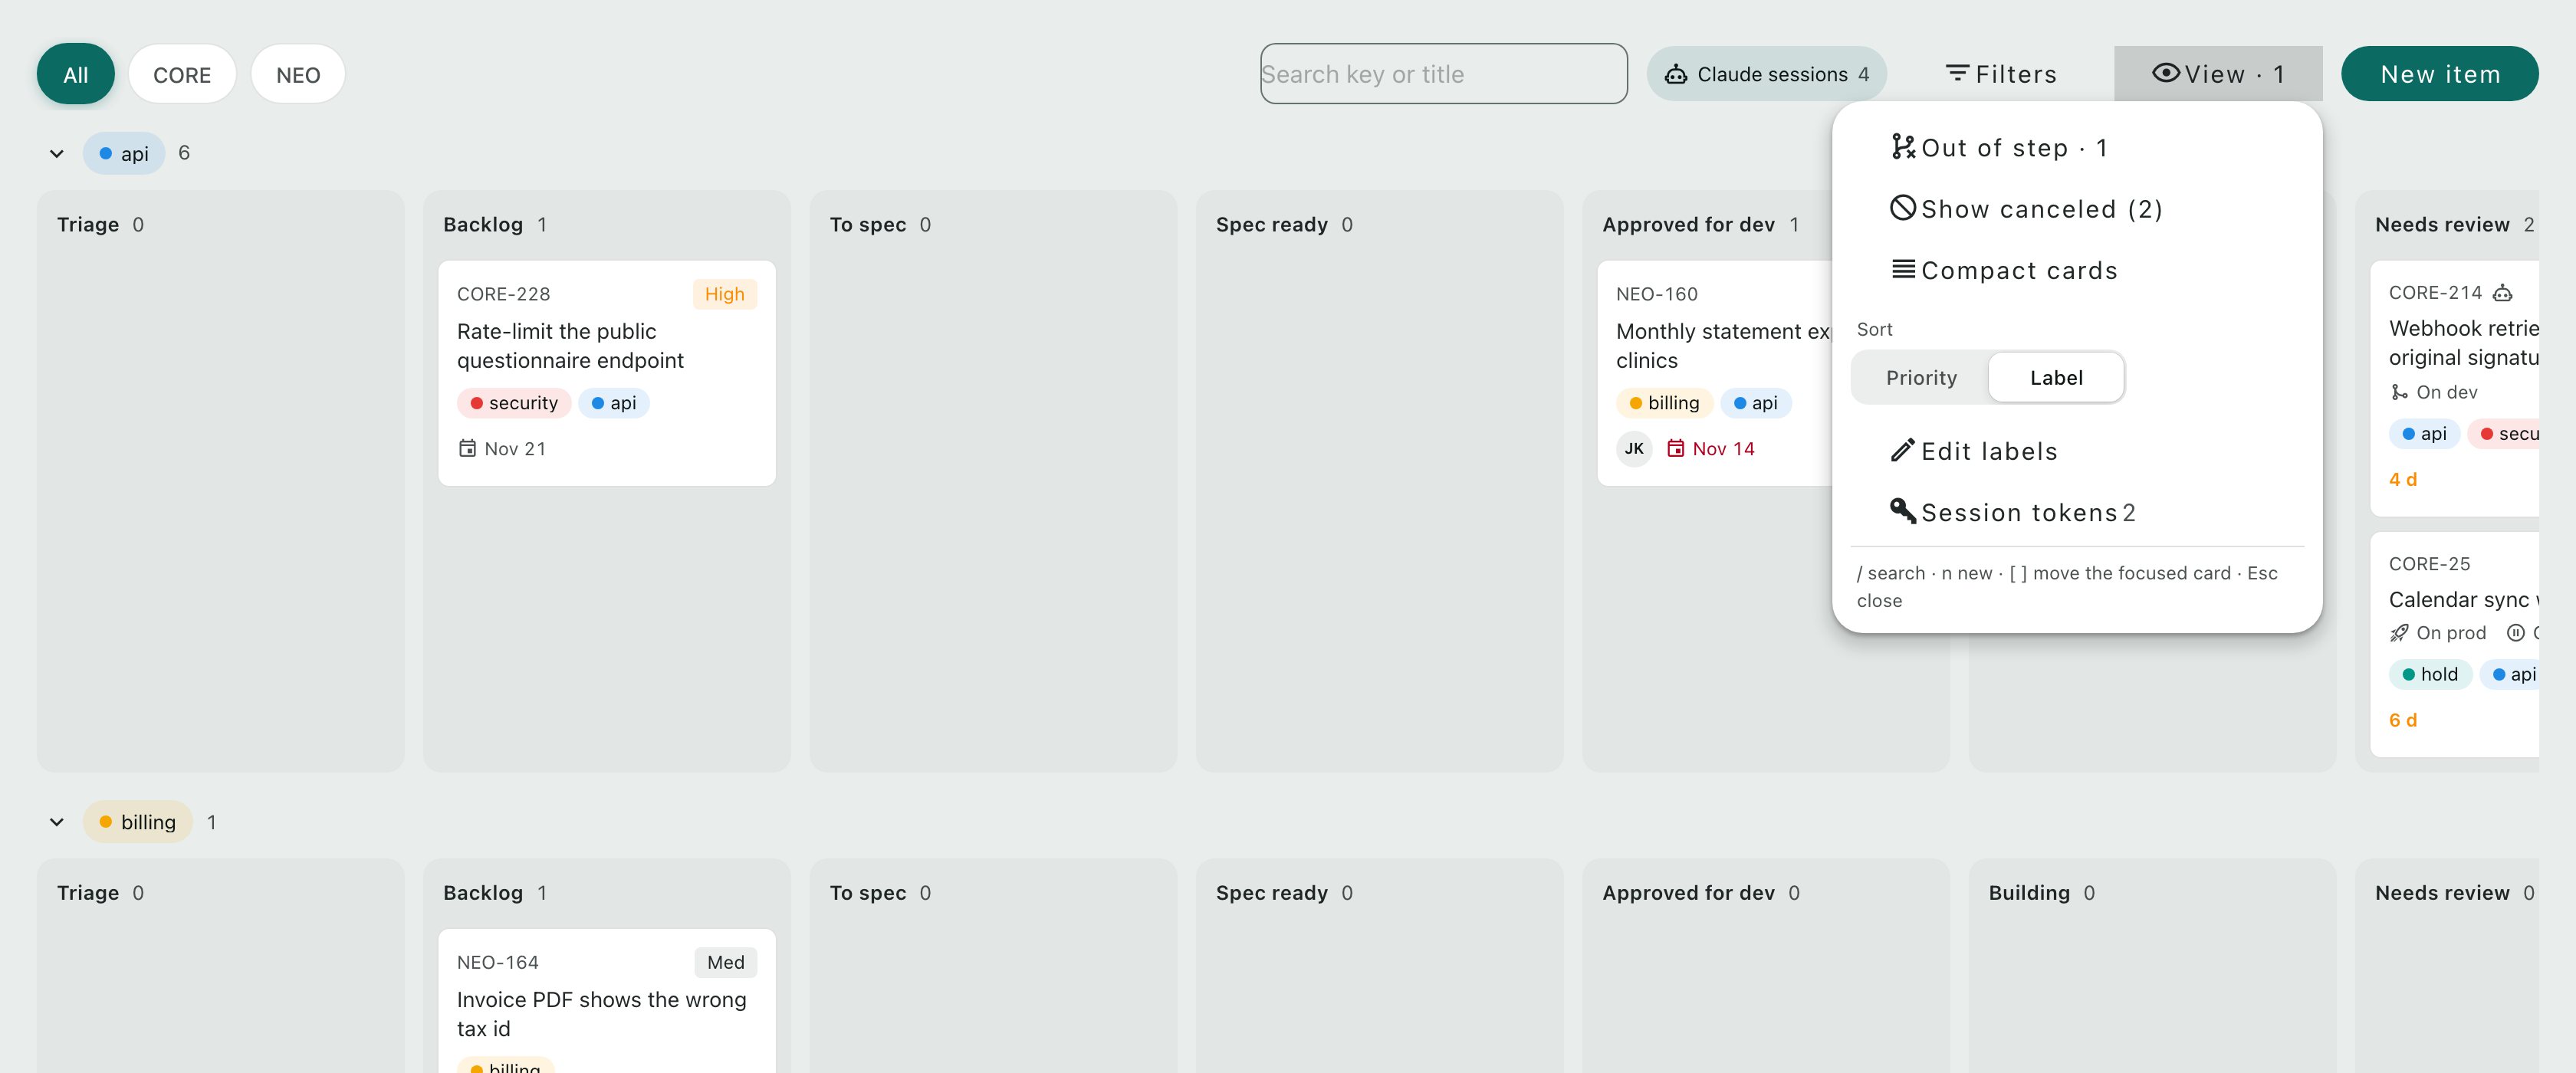 All
CORE
NEO
Search key or title
Claude sessions 4
Filters
View · 1
New item
Out of step · 1
Show canceled (2)
Compact cards
Sort
Priority
Label
Edit labels
Session tokens 2
/ search · n new · [ ] move the focused card · Esc
close
api 6
Triage 0
Backlog 1
CORE-228
High
Rate-limit the public
questionnaire endpoint
security
api
Nov 21
To spec 0
Spec ready 0
Approved for dev 1
NEO-160
Monthly statement
clinics
billing
api
JK
Nov 14
Needs review 2
CORE-214
Webhook
original
On dev
api
4 d
CORE-25
Calendar sync
On prod
hold
api
6 d
billing 1
Triage 0
Backlog 1
NEO-164
Med
Invoice PDF shows the wrong
tax id
billing
To spec 0
Spec ready 0
Approved for dev 0
Building 0
Needs review 0